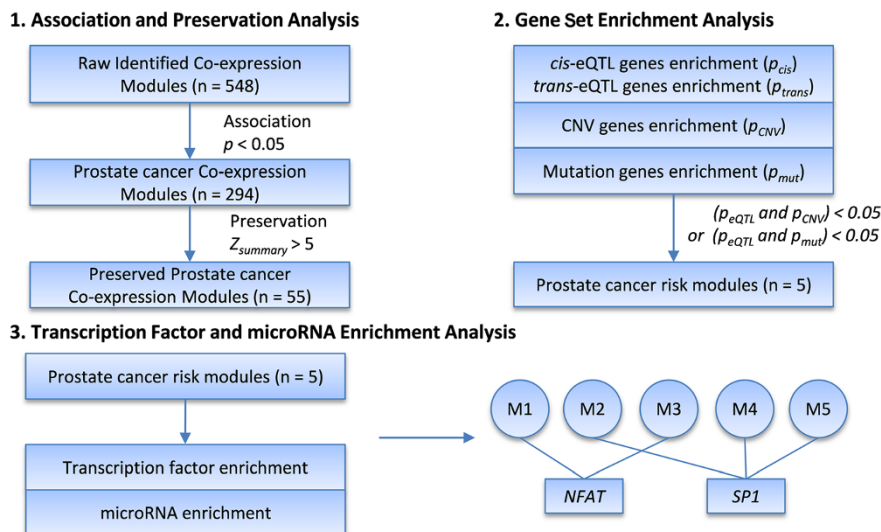 1. Association and Preservation Analysis
Raw Identified Co-expression
Modules (n = 548)
Association
p < 0.05
Prostate cancer Co-expression
Modules (n = 294)
Preservation
Zsummary > 5
Preserved Prostate cancer
Co-expression Modules (n = 55)
2. Gene Set Enrichment Analysis
cis-eQTL genes enrichment (pcis)
trans-eQTL genes enrichment (ptrans)
CNV genes enrichment (pCNV)
Mutation genes enrichment (pmut)
(peQTL and pCNV) < 0.05
or (peQTL and pmut) < 0.05
Prostate cancer risk modules (n = 5)
3. Transcription Factor and microRNA Enrichment Analysis
Prostate cancer risk modules (n = 5)
Transcription factor enrichment
microRNA enrichment
M1 M2 M3 M4 M5
NFAT SP1